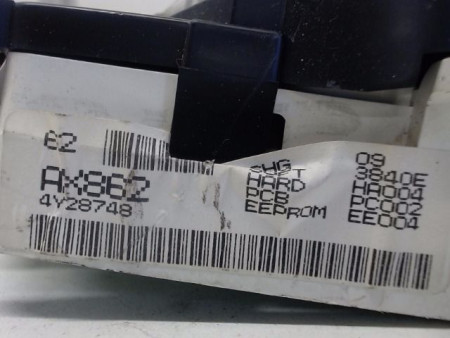 62
AX862
4Y28748
09
3840E
HARD HA004
PCB PC002
EEPROM EE004